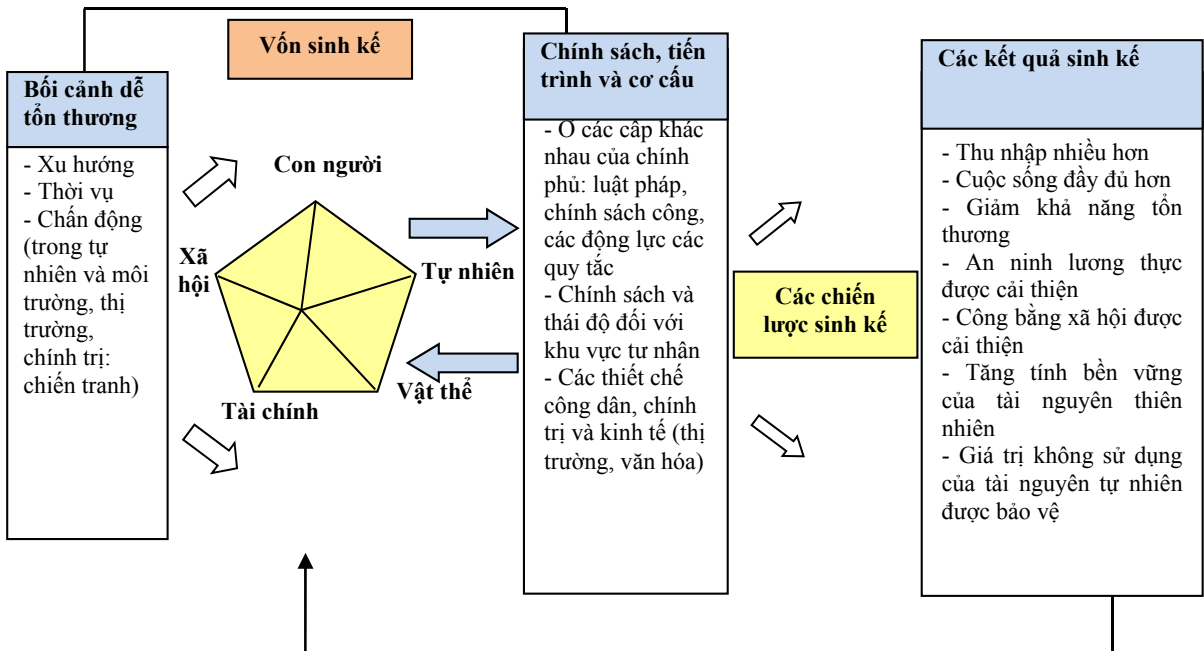 Vốn sinh kế
Bối cảnh dễ
tổn thương
- Xu hướng
- Thời vụ
- Chấn động
(trong tự
nhiên và môi
trường, thị
trường,
chính trị:
chiến tranh)
Con người
Xã
hội
Tự nhiên
Vật thể
Tài chính
Chính sách, tiến
trình và cơ cấu
- Ở các cấp khác
nhau của chính
phủ: luật pháp,
chính sách công,
các động lực các
quy tắc
- Chính sách và
thái độ đối với
khu vực tư nhân
- Các thiết chế
công dân, chính
trị và kinh tế (thị
trường, văn hóa)
Các chiến
lược sinh kế
Các kết quả sinh kế
- Thu nhập nhiều hơn
- Cuộc sống đầy đủ hơn
- Giảm khả năng tổn
thương
- An ninh lương thực
được cải thiện
- Công bằng xã hội được
cải thiện
- Tăng tính bền vững
của tài nguyên thiên
nhiên
- Giá trị không sử dụng
của tài nguyên tự nhiên
được bảo vệ